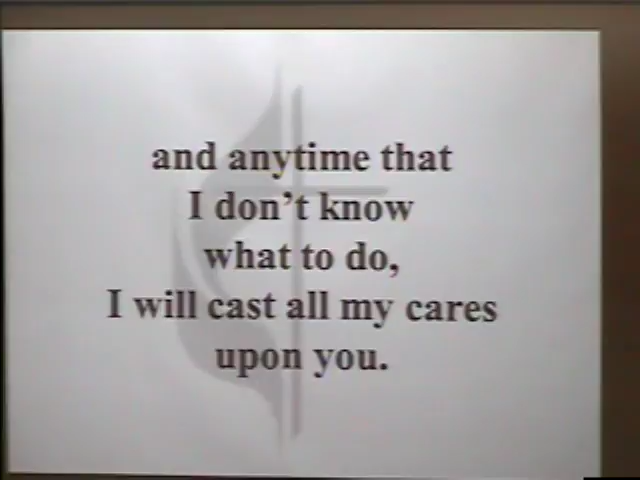 and anytime that
I don't know
what to do,
I will cast all my cares
upon you.